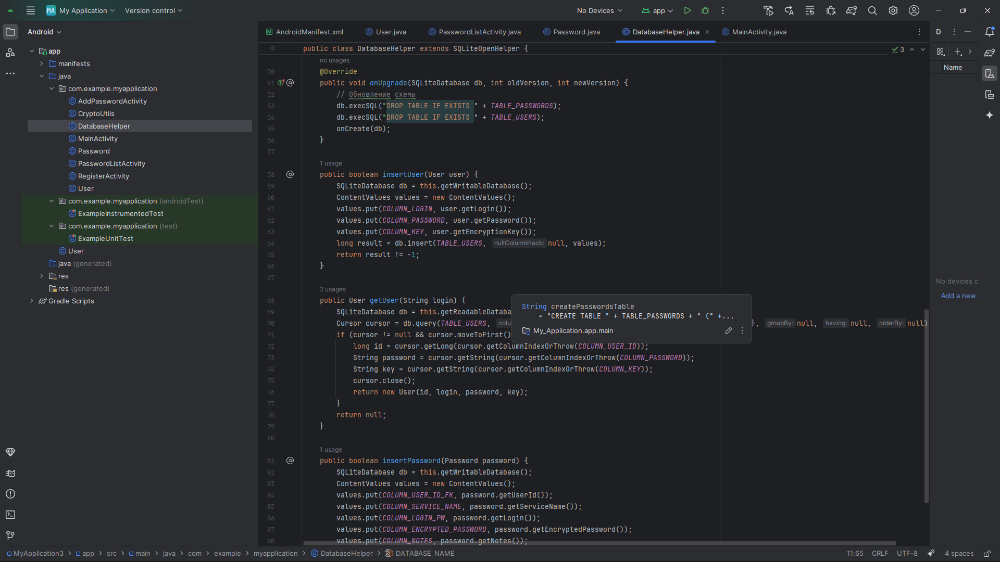 MA My Application Version control No Devices app
Android
AndroidManifest.xml User.java PasswordListActivity.java Password.java DatabaseHelper.java MainActivity.java
D
app
manifests
java
com.example.myapplication
AddPasswordActivity
CryptoUtils
DatabaseHelper
MainActivity
Password
PasswordListActivity
RegisterActivity
User
com.example.myapplication (androidTest)
ExampleInstrumentedTest
com.example.myapplication (test)
ExampleUnitTest
User
java (generated)
res
res (generated)
Gradle Scripts
9 public class DatabaseHelper extends SQLiteOpenHelper {
3
no usages
50 @Override
51 public void onUpgrade(SQLiteDatabase db, int oldVersion, int newVersion) {
52 // Обновление схемы
53 db.execSQL("DROP TABLE IF EXISTS " + TABLE_PASSWORDS);
54 db.execSQL("DROP TABLE IF EXISTS " + TABLE_USERS);
55 onCreate(db);
56 }
57
1 usage
58 public boolean insertUser(User user) {
59 SQLiteDatabase db = this.getWritableDatabase();
60 ContentValues values = new ContentValues();
61 values.put(COLUMN_LOGIN, user.getLogin());
62 values.put(COLUMN_PASSWORD, user.getPassword());
63 values.put(COLUMN_KEY, user.getEncryptionKey());
64 long result = db.insert(TABLE_USERS, nullColumnHack: null, values);
65 return result != -1;
66 }
67
2 usages
68 public User getUser(String login) {
69 SQLiteDatabase db = this.getReadableDataba
70 Cursor cursor = db.query(TABLE_USERS, colu }, groupBy: null, having: null, orderBy: null)
71 if (cursor != null && cursor.moveToFirst()
72 long id = cursor.getLong(cursor.getColumnIndexOrThrow(COLUMN_USER_ID));
73 String password = cursor.getString(cursor.getColumnIndexOrThrow(COLUMN_PASSWORD));
74 String key = cursor.getString(cursor.getColumnIndexOrThrow(COLUMN_KEY));
75 cursor.close();
76 return new User(id, login, password, key);
77 }
78 return null;
79 }
80
1 usage
81 public boolean insertPassword(Password password) {
82 SQLiteDatabase db = this.getWritableDatabase();
83 ContentValues values = new ContentValues();
84 values.put(COLUMN_USER_ID_FK, password.getUserId());
85 values.put(COLUMN_SERVICE_NAME, password.getServiceName());
86 values.put(COLUMN_LOGIN_PW, password.getLogin());
87 values.put(COLUMN_ENCRYPTED_PASSWORD, password.getEncryptedPassword());
88 values.put(COLUMN_NOTES, password.getNotes());
String createPasswordsTable
= "CREATE TABLE " + TABLE_PASSWORDS + " (" +...
My_Application.app.main
Name
No devices c
Add a new
MyApplication3 > app > src > main > java > com > example > myapplication > DatabaseHelper > DATABASE_NAME
11:65 CRLF UTF-8 4 spaces